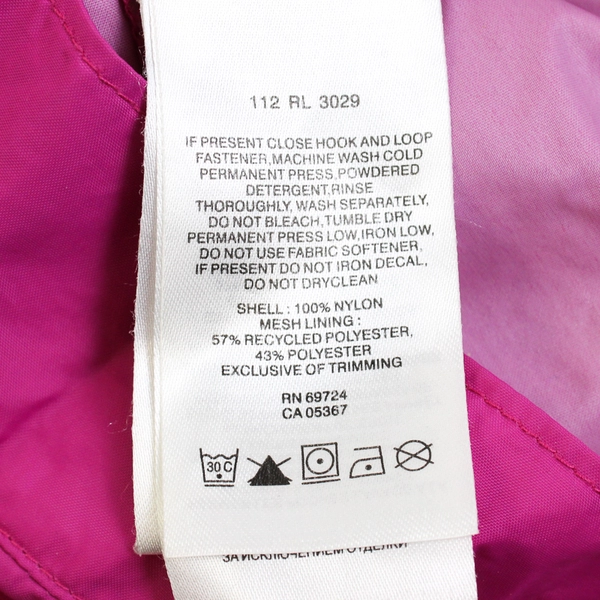 112 RL 3029
IF PRESENT CLOSE HOOK AND LOOP
FASTENER,MACHINE WASH COLD
PERMANENT PRESS,POWDERED
DETERGENT,RINSE
THOROUGHLY, WASH SEPARATELY,
DO NOT BLEACH,TUMBLE DRY
PERMANENT PRESS LOW,IRON LOW,
DO NOT USE FABRIC SOFTENER,
IF PRESENT DO NOT IRON DECAL,
DO NOT DRYCLEAN
SHELL : 100% NYLON
MESH LINING :
57% RECYCLED POLYESTER,
43% POLYESTER
EXCLUSIVE OF TRIMMING
RN 69724
CA 05367
30 C
ЗА ИСКЛЮЧЕНИЕМ ОТДЕЛКИ